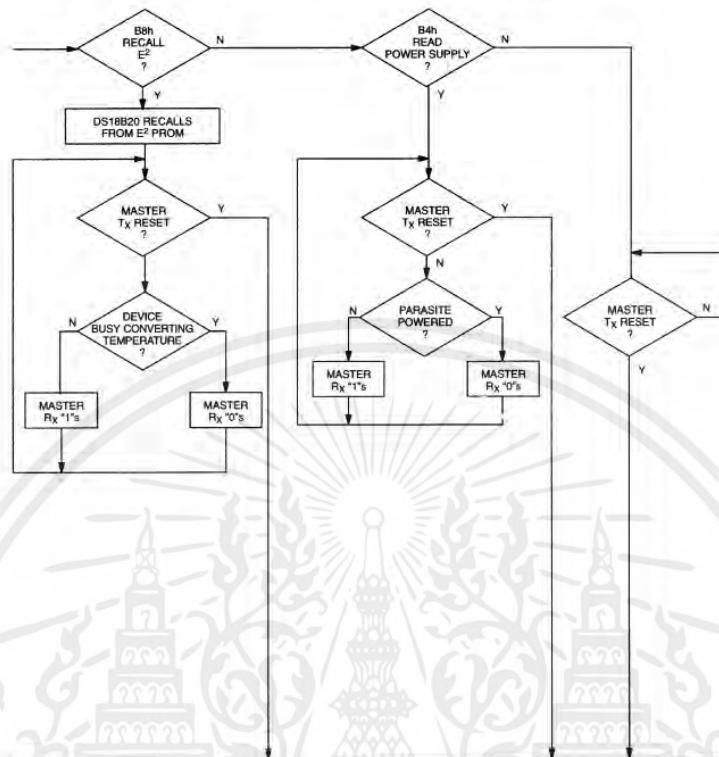 B8h
RECALL
E²
?
N
Y
DS18B20 RECALLS
FROM E² PROM
MASTER
TX RESET
?
Y
DEVICE
BUSY CONVERTING
TEMPERATURE
?
N
Y
MASTER
RX "1"s
MASTER
RX "0"s
B4h
READ
POWER SUPPLY
?
N
Y
MASTER
TX RESET
?
Y
N
PARASITE
POWERED
?
N
Y
MASTER
RX "1"s
MASTER
RX "0"s
MASTER
TX RESET
?
N
Y